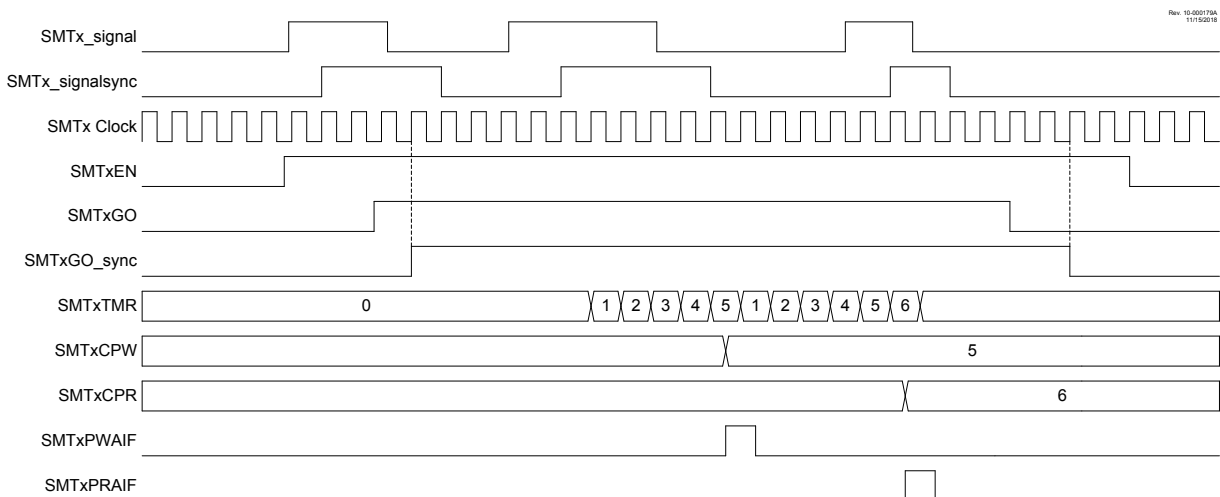 Rev. 10-000179A
11/15/2018
SMTx_signal
SMTx_signalsync
SMTx Clock
SMTxEN
SMTxGO
SMTxGO_sync
SMTxTMR 0 1 2 3 4 5 1 2 3 4 5 6
SMTxCPW 5
SMTxCPR 6
SMTxPWAIF
SMTxPRAIF